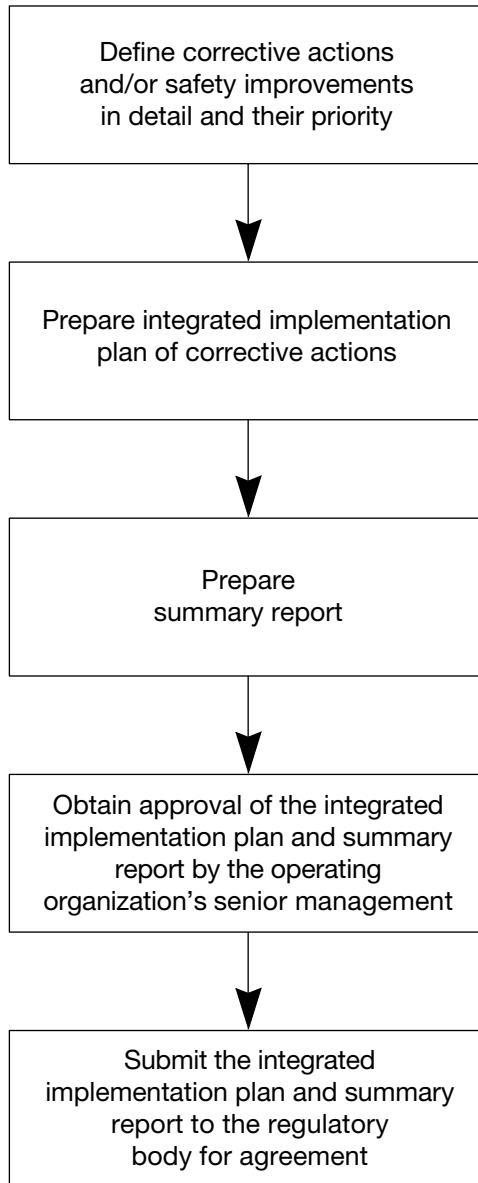 Define corrective actions
and/or safety improvements
in detail and their priority
Prepare integrated implementation
plan of corrective actions
Prepare
summary report
Obtain approval of the integrated
implementation plan and summary
report by the operating
organization’s senior management
Submit the integrated
implementation plan and summary
report to the regulatory
body for agreement